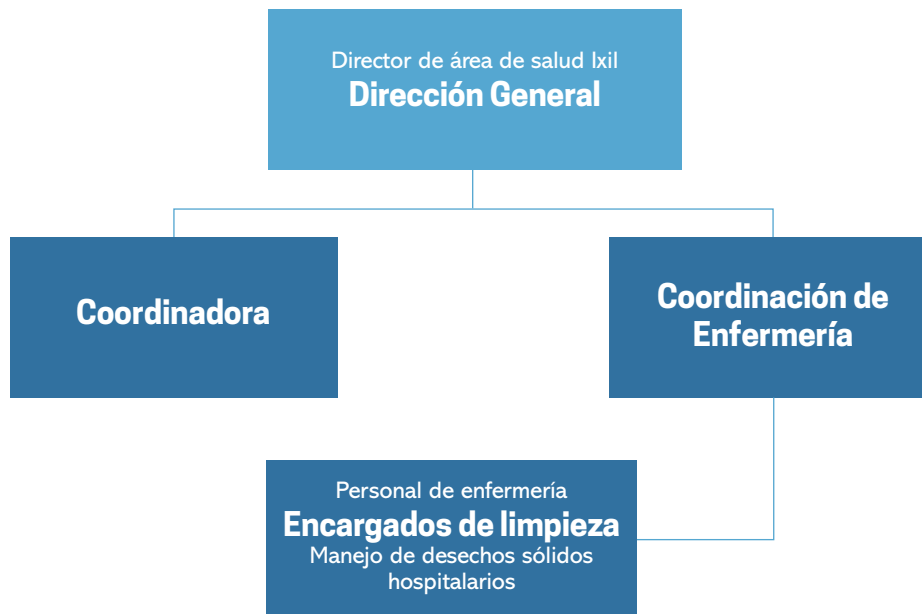 Director de área de salud Ixil
Dirección General
Coordinadora
Coordinación de
Enfermería
Personal de enfermería
Encargados de limpieza
Manejo de desechos sólidos
hospitalarios